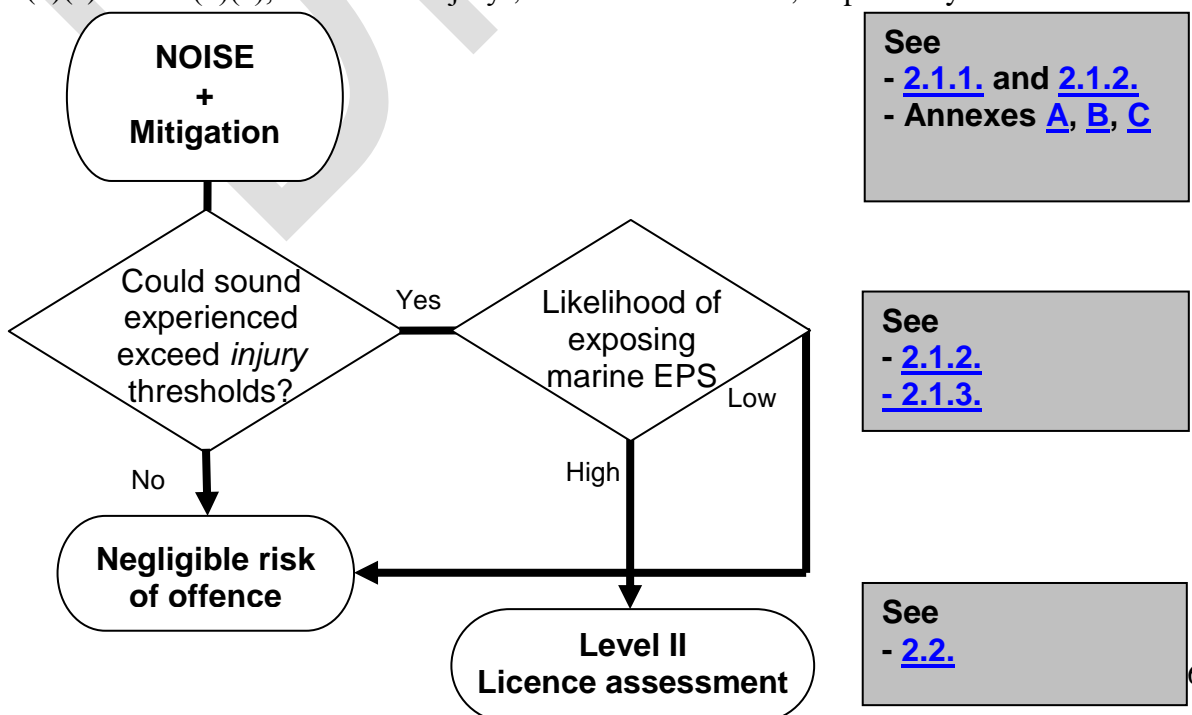 NOISE
+
Mitigation
See
- 2.1.1. and 2.1.2.
- Annexes A, B, C
Could sound
experienced
exceed injury
thresholds?
Yes
Likelihood of
exposing
marine EPS
Low
High
No
See
- 2.1.2.
- 2.1.3.
Negligible risk
of offence
Level II
Licence assessment
See
- 2.2.